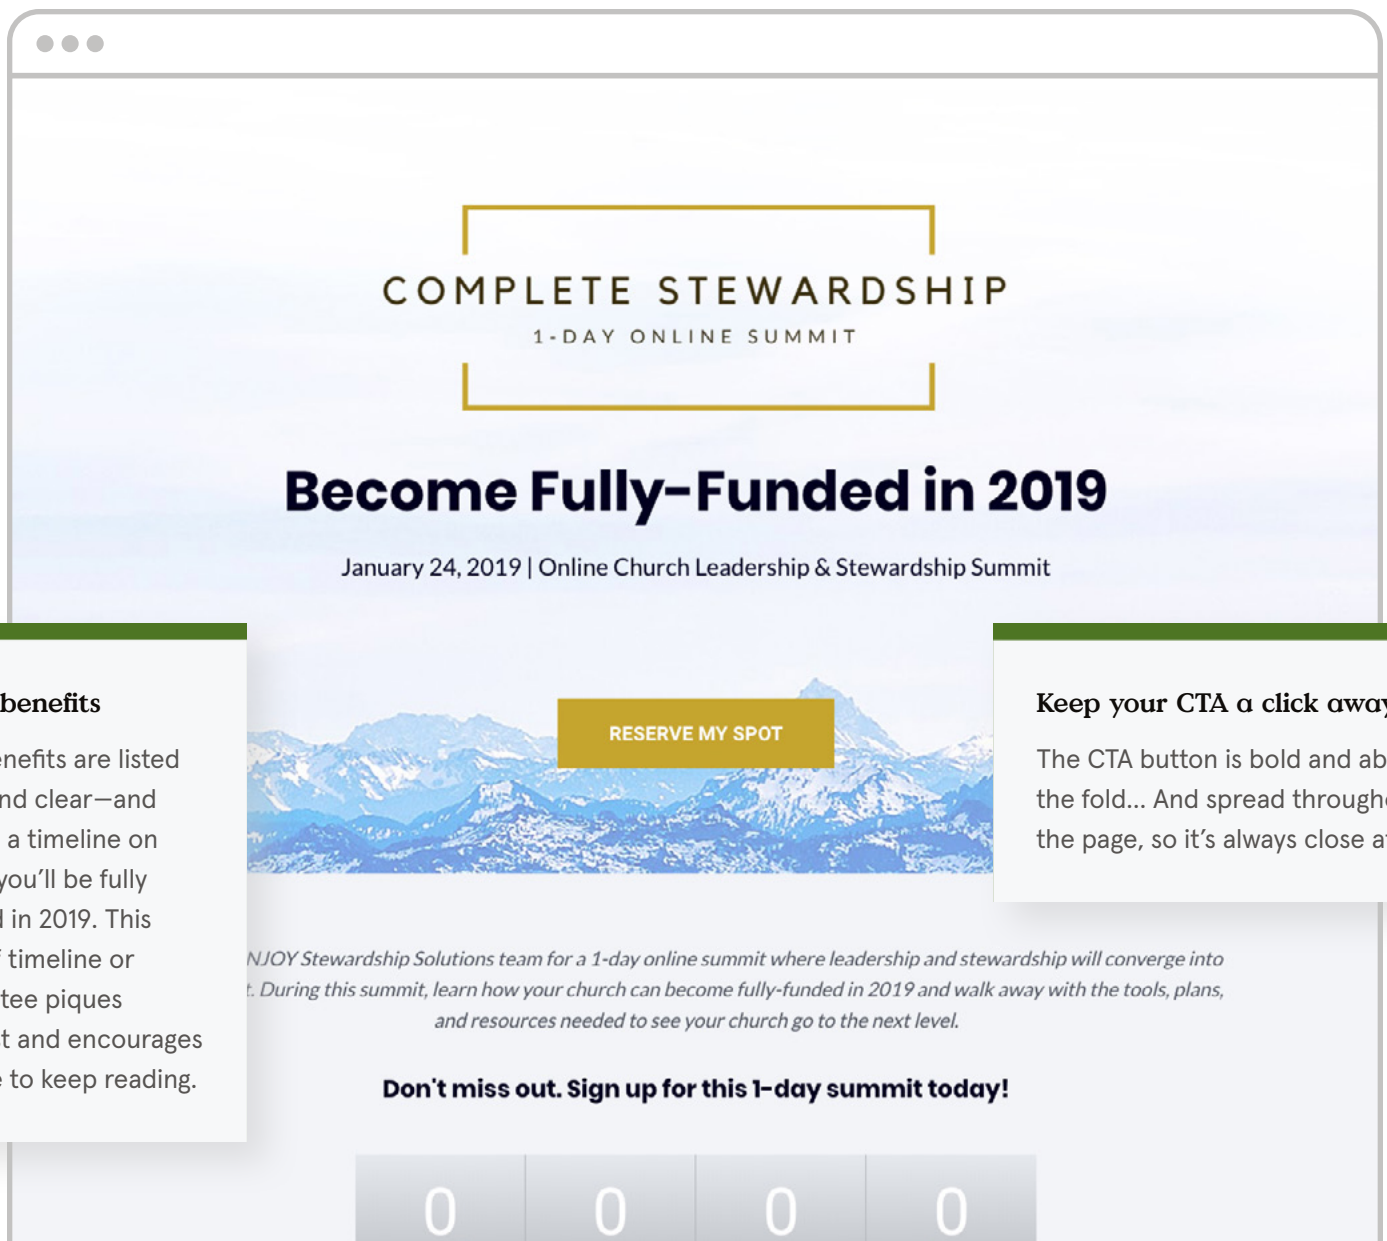 COMPLETE STEWARDSHIP
1-DAY ONLINE SUMMIT
Become Fully-Funded in 2019
January 24, 2019 | Online Church Leadership & Stewardship Summit
RESERVE MY SPOT
benefits
are listed
clear—and
a timeline on
you'll be fully
in 2019. This
timeline or
piques
and encourages
to keep reading.
Keep your CTA a click away
The CTA button is bold and
the fold... And spread
the page, so it's always close
Stewardship Solutions team for a 1-day online summit where leadership and stewardship will converge into
During this summit, learn how your church can become fully-funded in 2019 and walk away with the tools, plans,
and resources needed to see your church go to the next level.
Don't miss out. Sign up for this 1-day summit today!
0 0 0 0